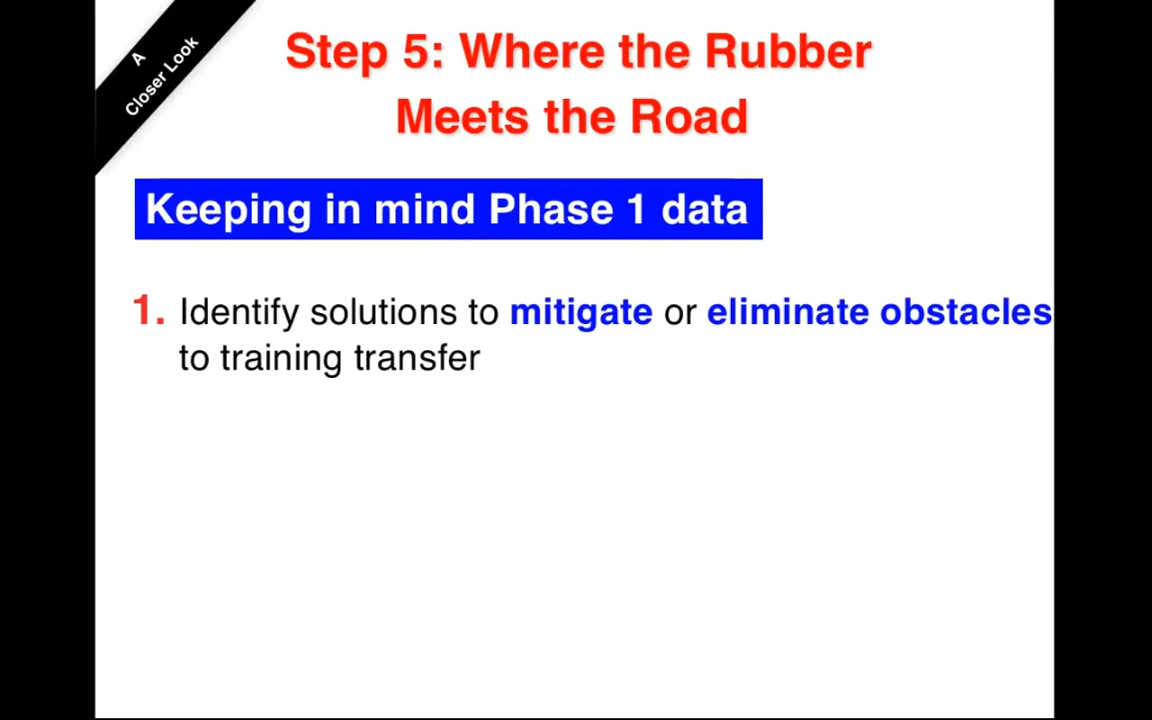 A
Closer Look
Step 5: Where the Rubber
Meets the Road
Keeping in mind Phase 1 data
1. Identify solutions to mitigate or eliminate obstacles
to training transfer